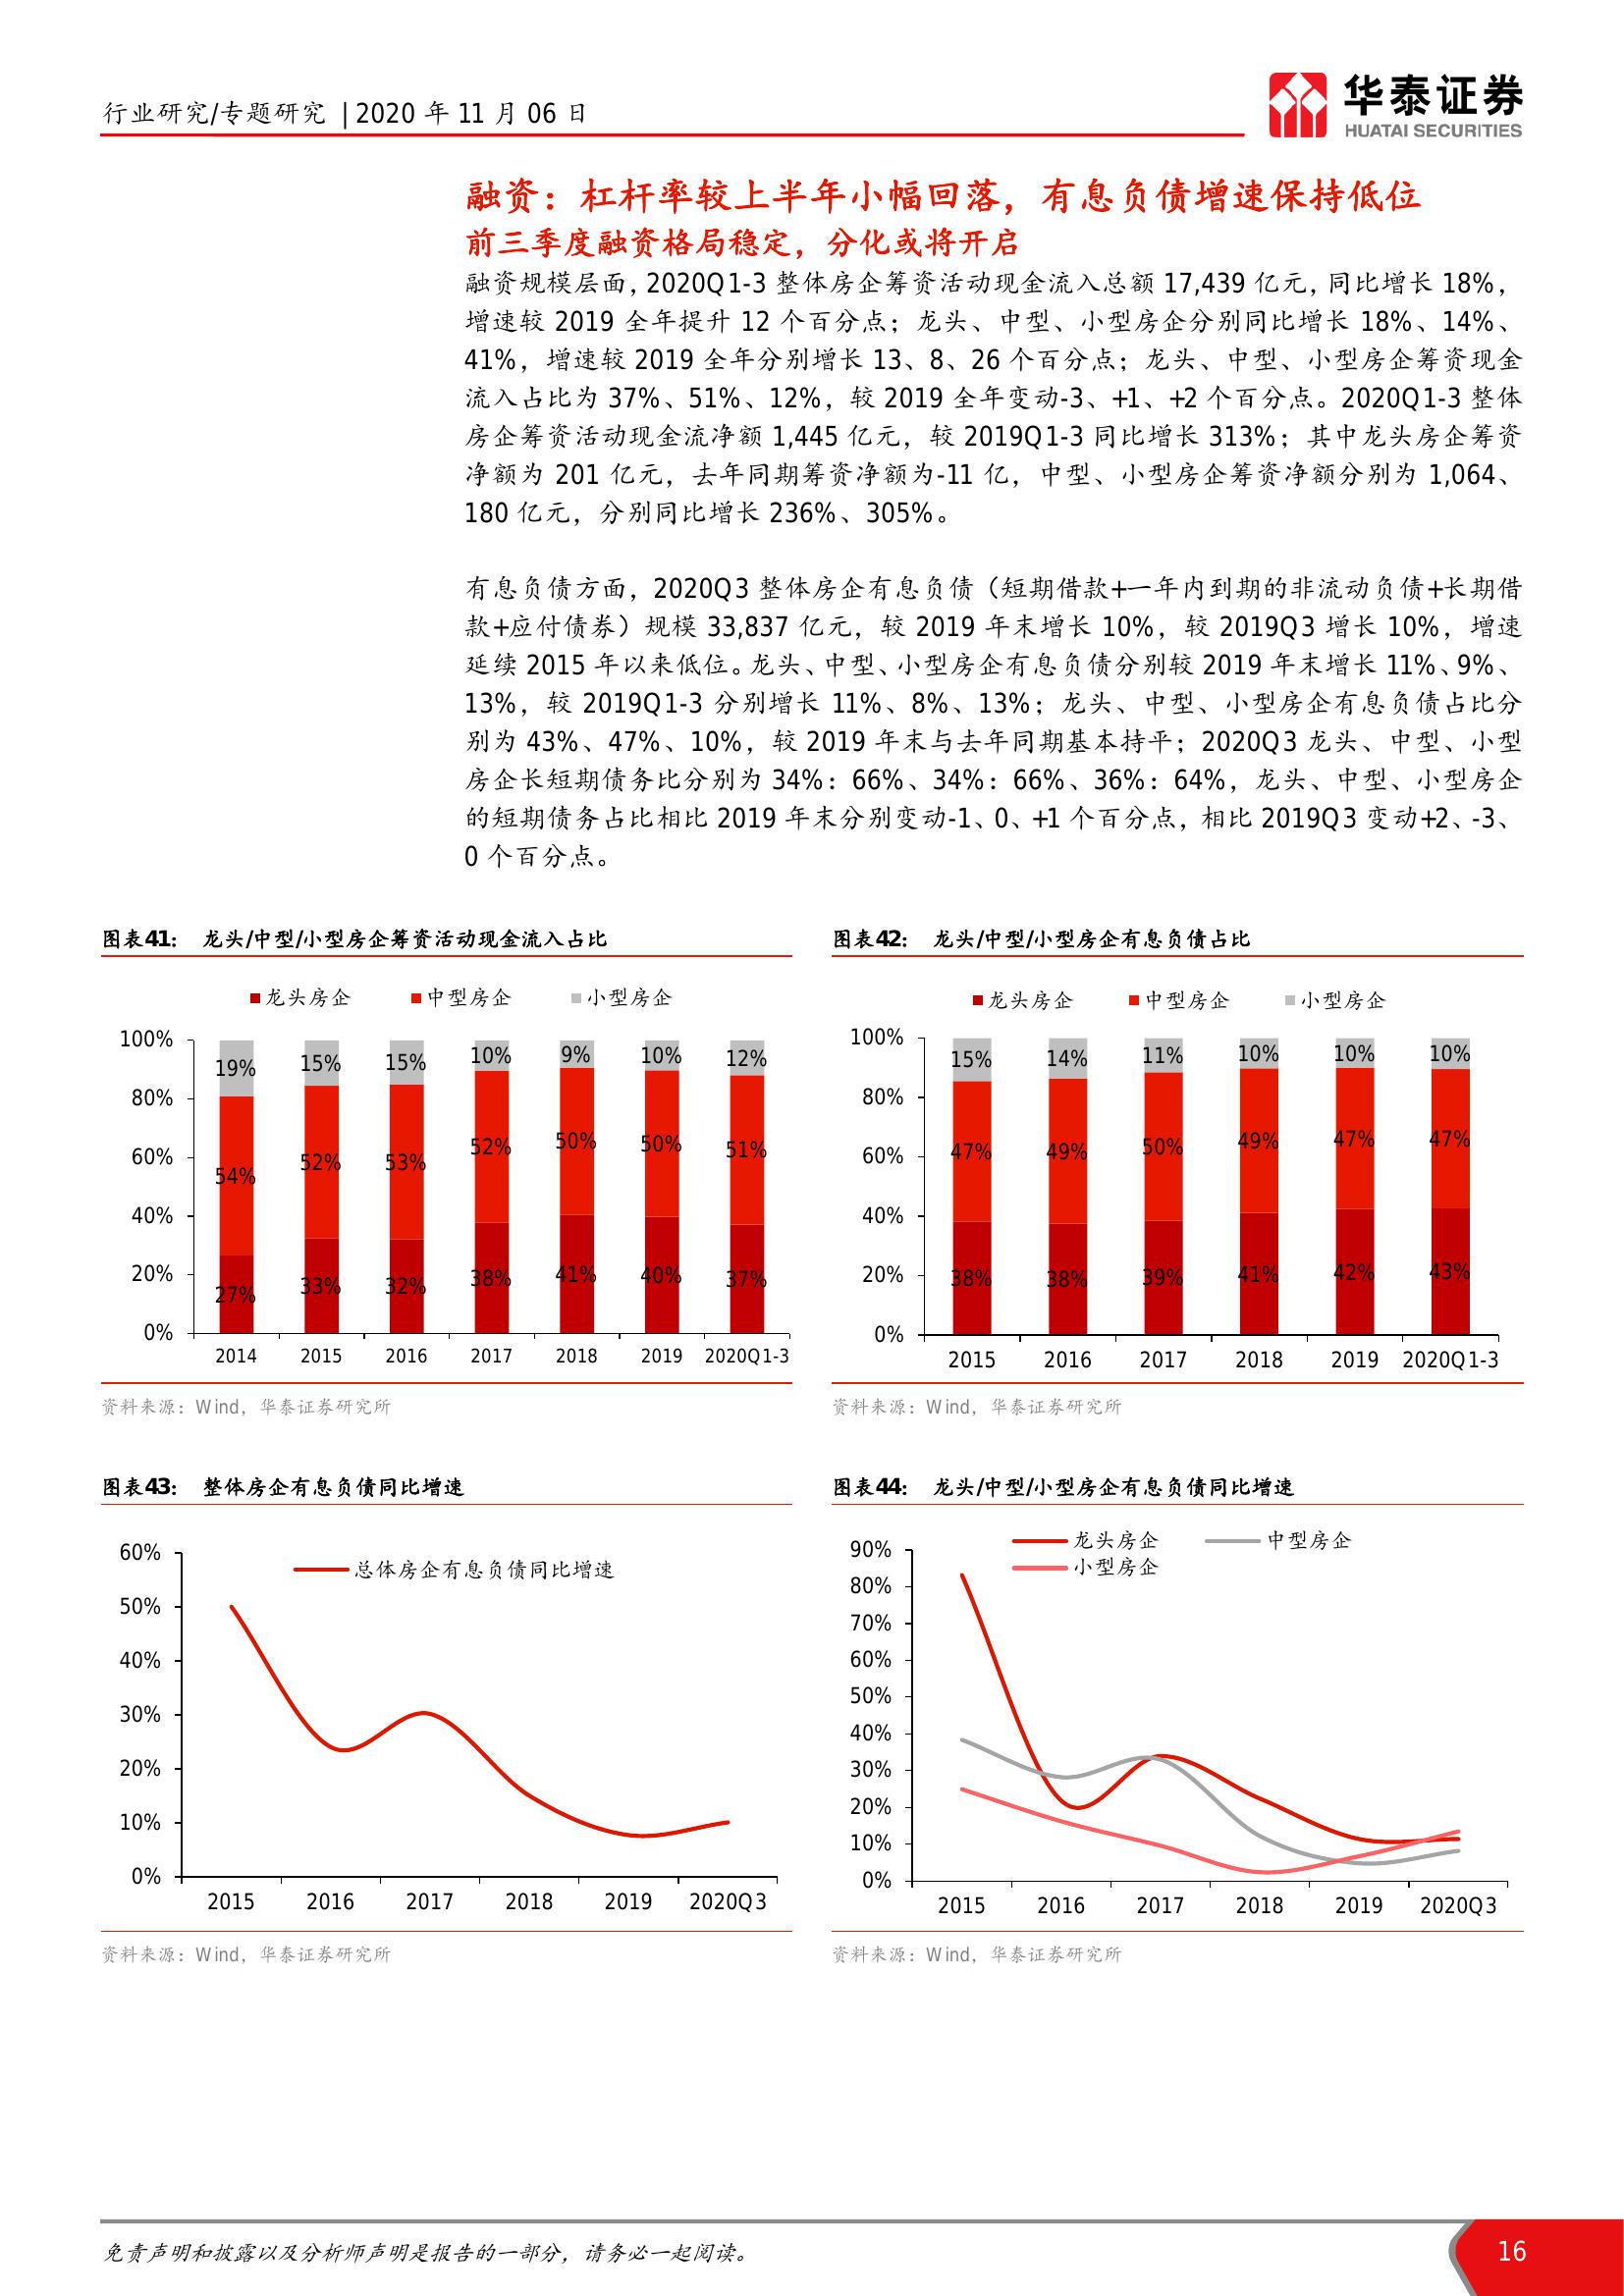 行业研究/专题研究 | 2020 年 11 月 06 日
华泰证券
HUATAI SECURITIES
融资：杠杆率较上半年小幅回落，有息负债增速保持低位
前三季度融资格局稳定，分化或将开启
融资规模层面，2020Q1-3 整体房企筹资活动现金流入总额 17,439 亿元，同比增长 18%，
增速较 2019 全年提升 12 个百分点；龙头、中型、小型房企分别同比增长 18%、14%、
41%，增速较 2019 全年分别增长 13、8、26 个百分点；龙头、中型、小型房企筹资现金
流入占比为 37%、51%、12%，较 2019 全年变动-3、+1、+2 个百分点。2020Q1-3 整体
房企筹资活动现金流净额 1,445 亿元，较 2019Q1-3 同比增长 313%；其中龙头房企筹资
净额为 201 亿元，去年同期筹资净额为-11 亿，中型、小型房企筹资净额分别为 1,064、
180 亿元，分别同比增长 236%、305%。
有息负债方面，2020Q3 整体房企有息负债（短期借款+一年内到期的非流动负债+长期借
款+应付债券）规模 33,837 亿元，较 2019 年末增长 10%，较 2019Q3 增长 10%，增速
延续 2015 年以来低位。龙头、中型、小型房企有息负债分别较 2019 年末增长 11%、9%、
13%，较 2019Q1-3 分别增长 11%、8%、13%；龙头、中型、小型房企有息负债占比分
别为 43%、47%、10%，较 2019 年末与去年同期基本持平；2020Q3 龙头、中型、小型
房企长短期债务比分别为 34%：66%、34%：66%、36%：64%，龙头、中型、小型房企
的短期债务占比相比 2019 年末分别变动-1、0、+1 个百分点，相比 2019Q3 变动+2、-3、
0 个百分点。
图表41： 龙头/中型/小型房企筹资活动现金流入占比
龙头房企 中型房企 小型房企
100%
80%
60%
40%
20%
0%
19% 15% 15% 10% 9% 10% 12%
54% 52% 53% 52% 50% 50% 51%
27% 33% 32% 38% 41% 40% 37%
2014 2015 2016 2017 2018 2019 2020Q1-3
资料来源：Wind，华泰证券研究所
图表42： 龙头/中型/小型房企有息负债占比
龙头房企 中型房企 小型房企
100%
80%
60%
40%
20%
0%
15% 14% 11% 10% 10% 10%
47% 49% 50% 49% 47% 47%
38% 38% 39% 41% 42% 43%
2015 2016 2017 2018 2019 2020Q1-3
资料来源：Wind，华泰证券研究所
图表43： 整体房企有息负债同比增速
总体房企有息负债同比增速
60%
50%
40%
30%
20%
10%
0%
2015 2016 2017 2018 2019 2020Q3
资料来源：Wind，华泰证券研究所
图表44： 龙头/中型/小型房企有息负债同比增速
龙头房企 中型房企
小型房企
90%
80%
70%
60%
50%
40%
30%
20%
10%
0%
2015 2016 2017 2018 2019 2020Q3
资料来源：Wind，华泰证券研究所
免责声明和披露以及分析师声明是报告的一部分，请务必一起阅读。
16